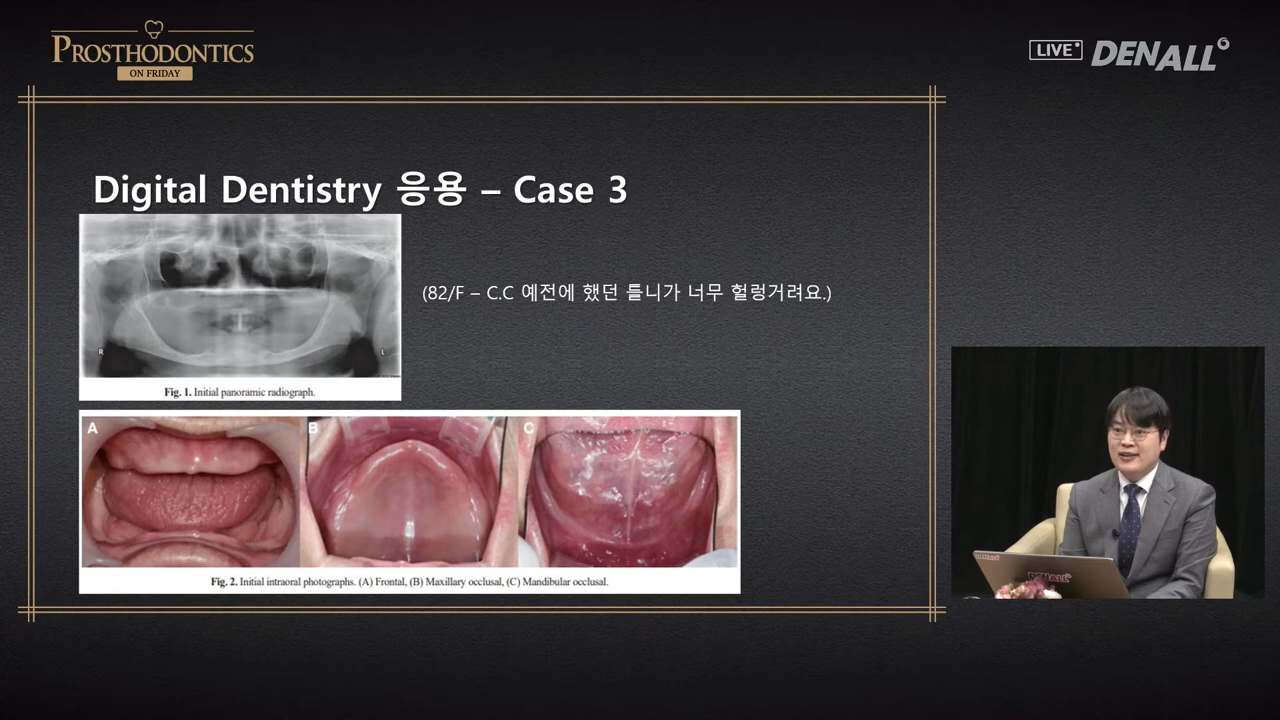 PROSTHODONTICS
ON FRIDAY
LIVE
DENALL
Digital Dentistry 응용 – Case 3
(82/F – C.C 예전에 했던 틀니가 너무 헐렁거려요.)
R
L
Fig. 1. Initial panoramic radiograph.
A
B
C
Fig. 2. Initial intraoral photographs. (A) Frontal, (B) Maxillary occlusal, (C) Mandibular occlusal.
DENALL